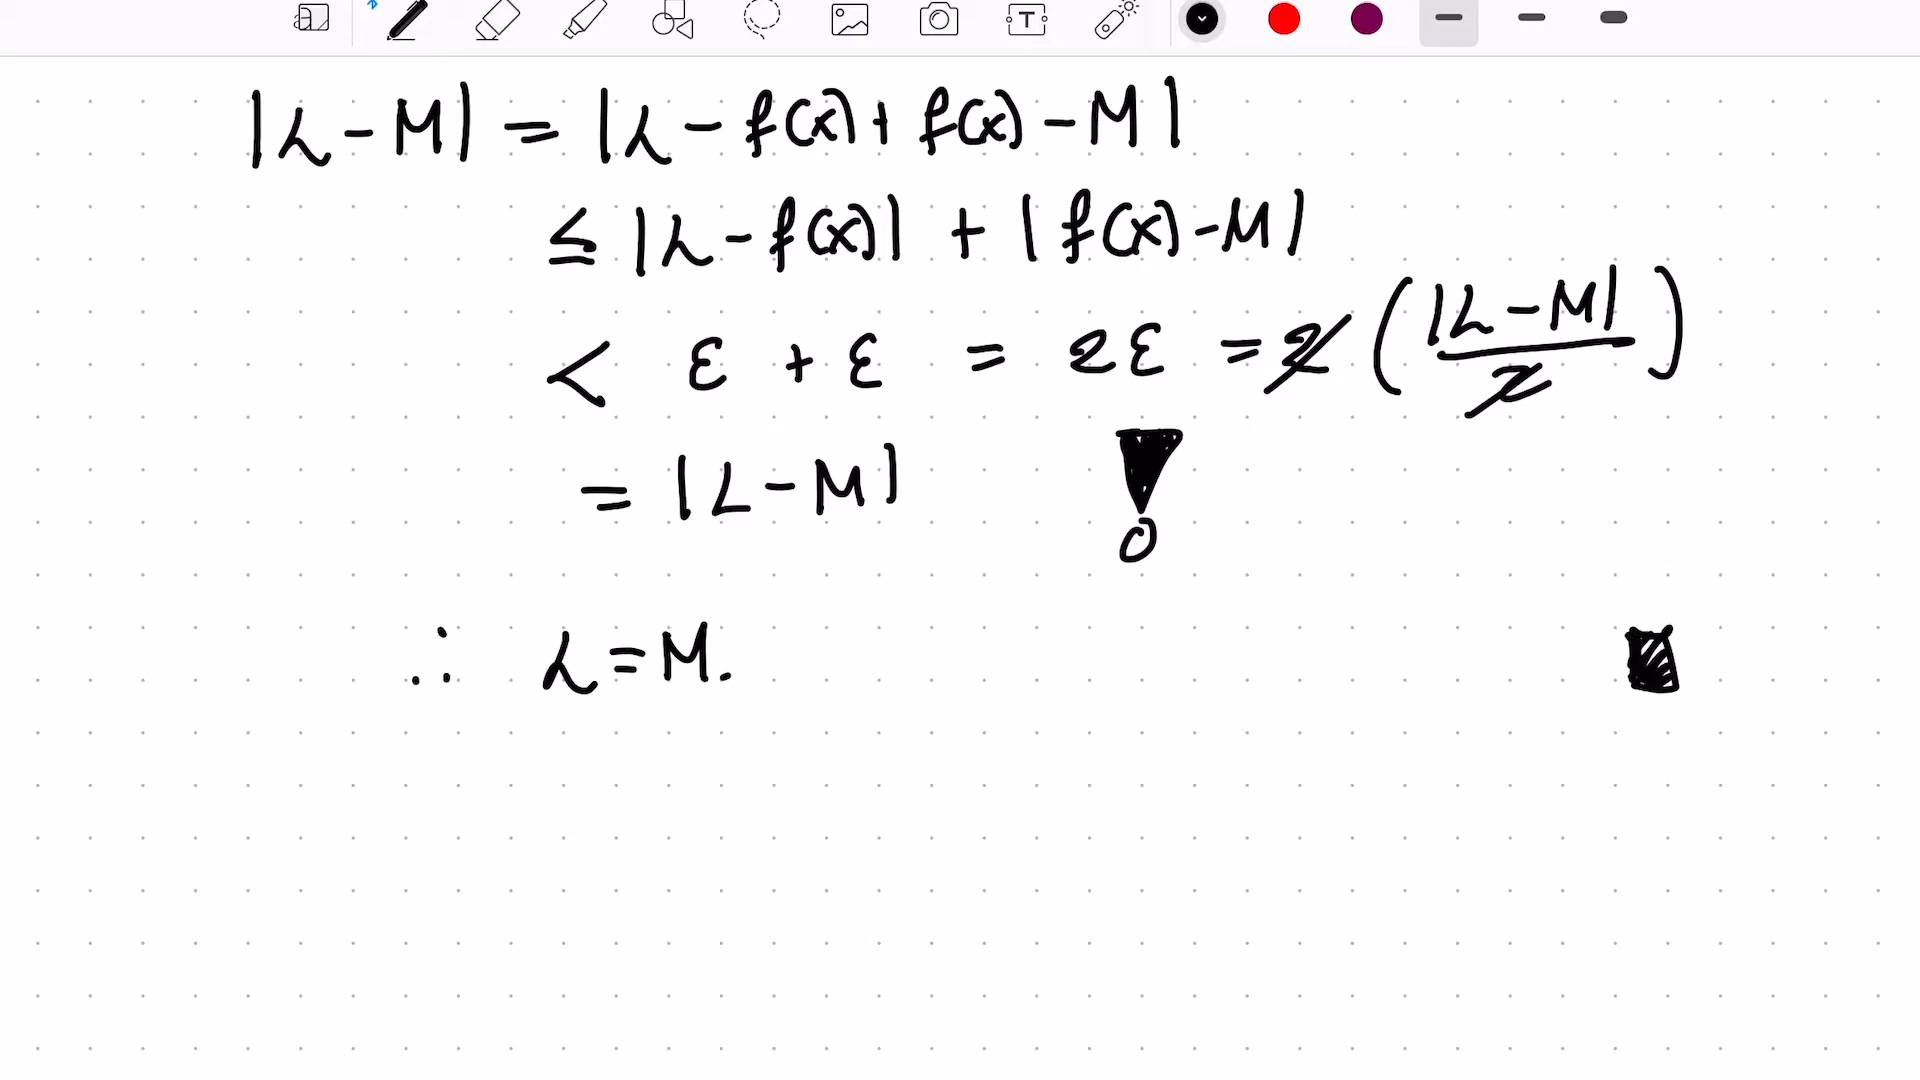 |L - M| = |L - f(x) + f(x) - M|
≤ |L - f(x)| + |f(x) - M|
< ε + ε = 2ε = 2 (|L - M| / 2)
= |L - M| !
∴ L = M. ■